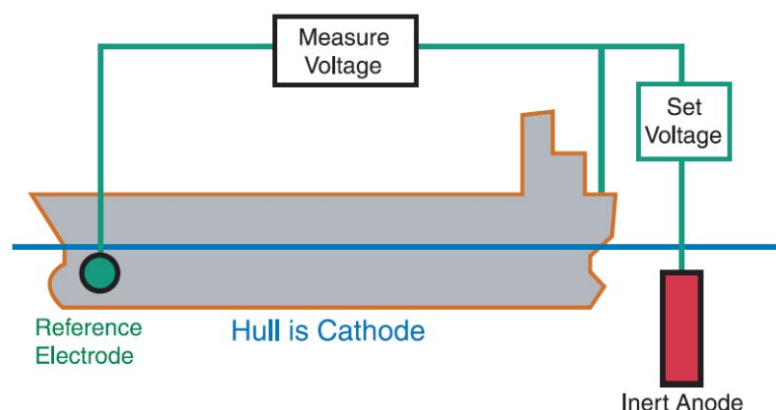 Measure
Voltage
Set
Voltage
Reference
Electrode
Hull is Cathode
Inert Anode